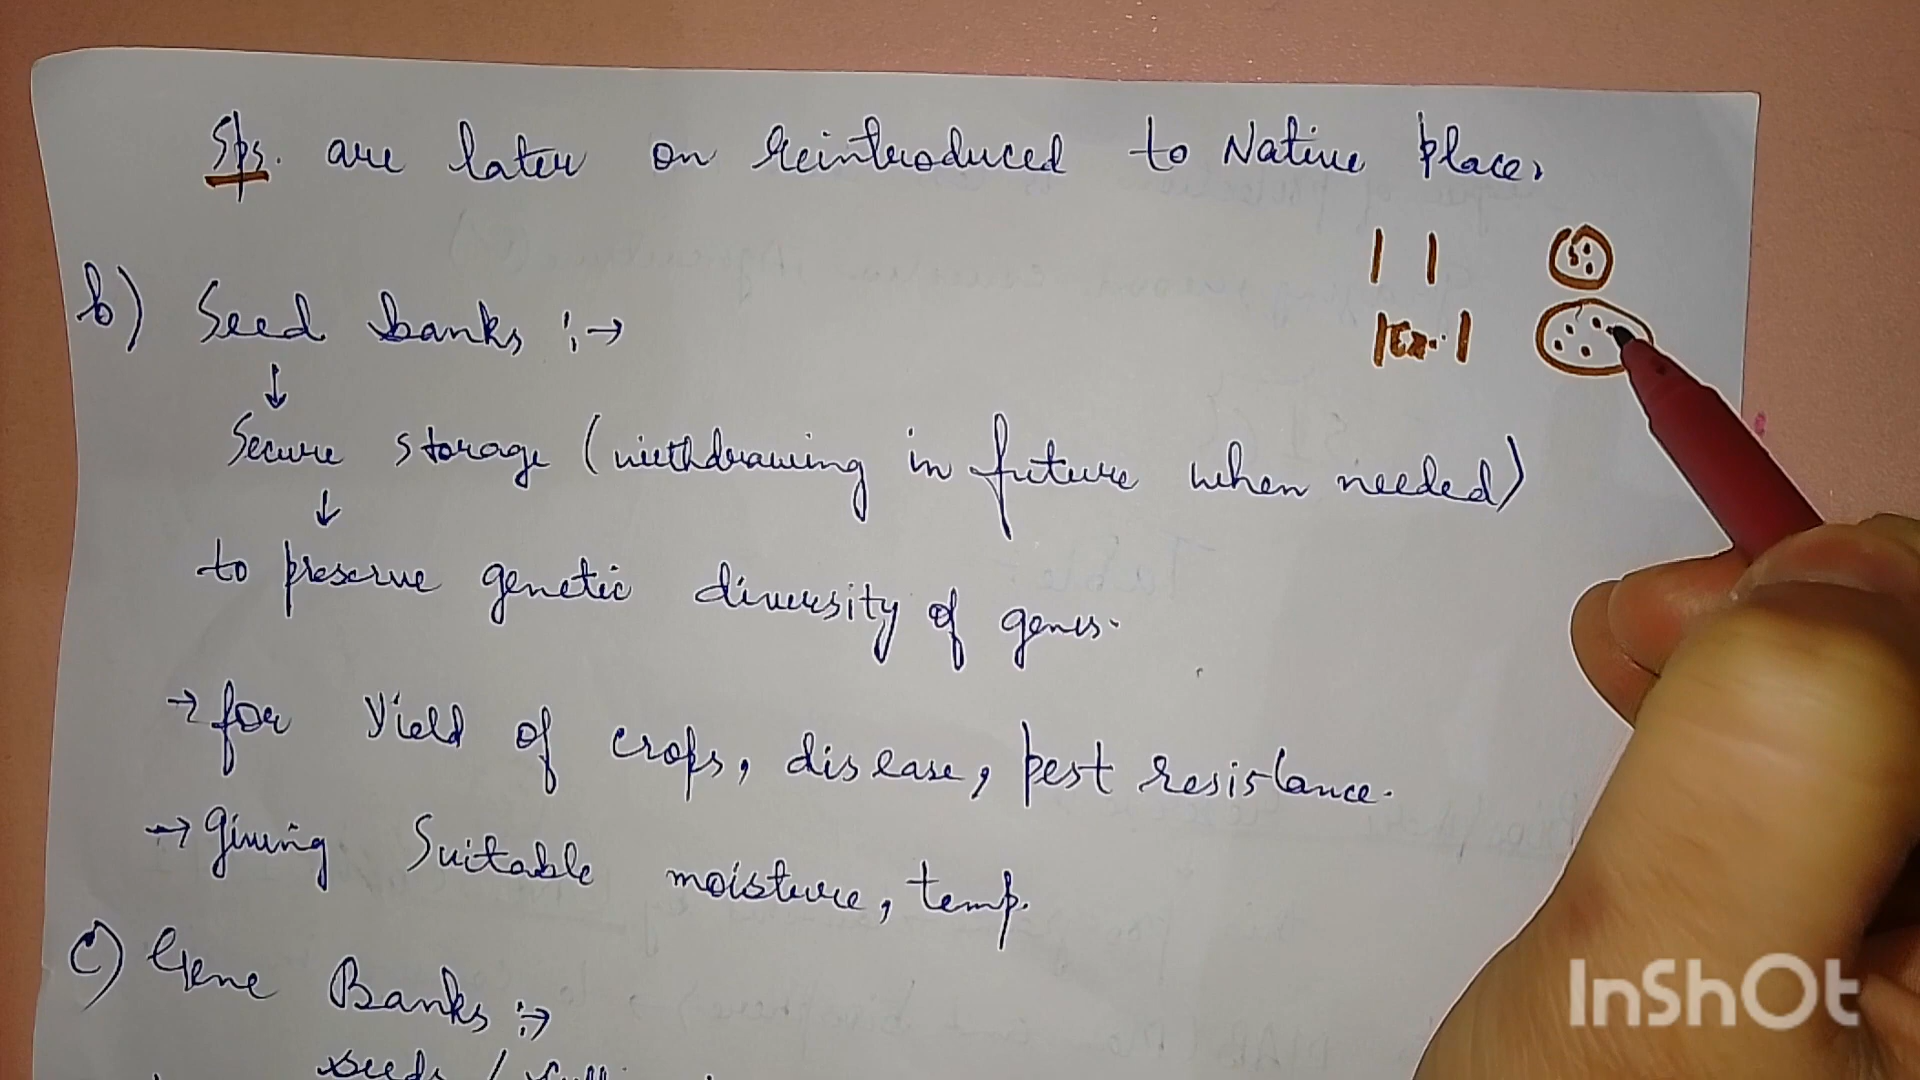 Sps. are later on reintroduced to Native place,
b) Seed banks :→
↓
Secure storage (withdrawing in future when needed)
↓
to preserve genetic diversity of genes.
→ for Yield of crops, disease, pest resistance.
→ giving Suitable moisture, temp.
c) Gene Banks :→
seeds /
InShOt